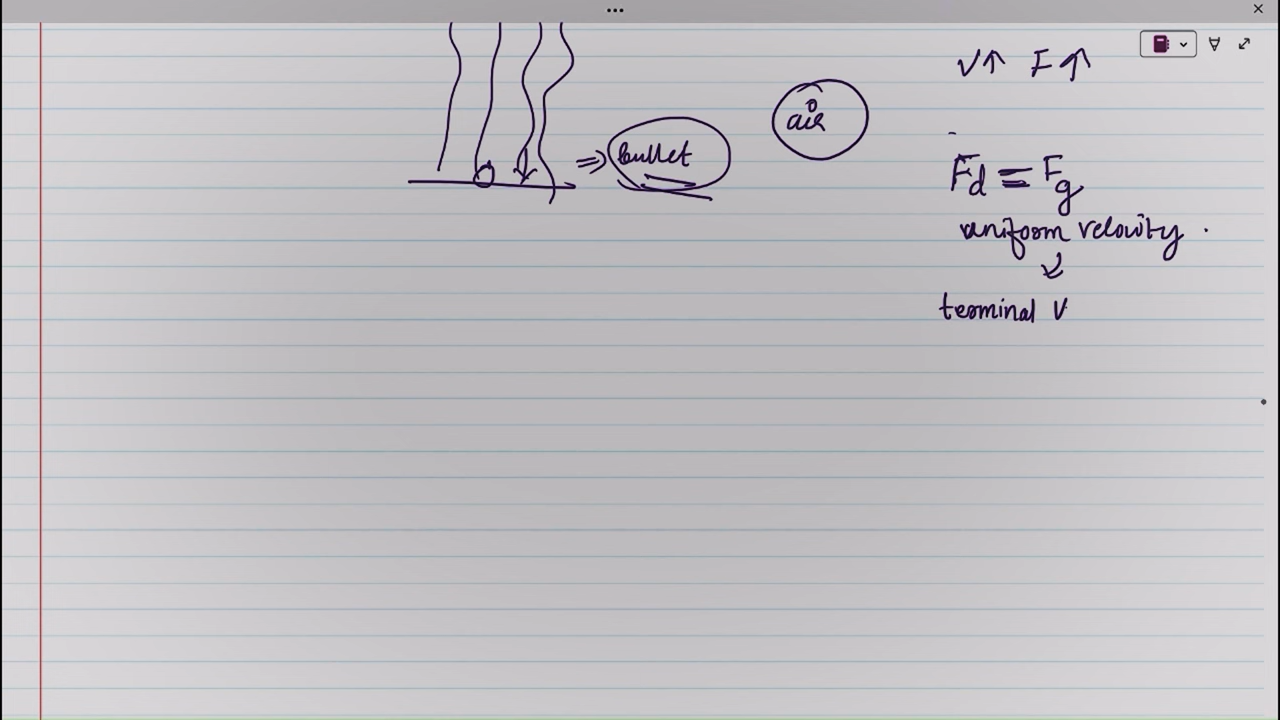 V↑ F↑
air
⇒ bullet
Fd = Fg
uniform velocity .
↓
terminal V